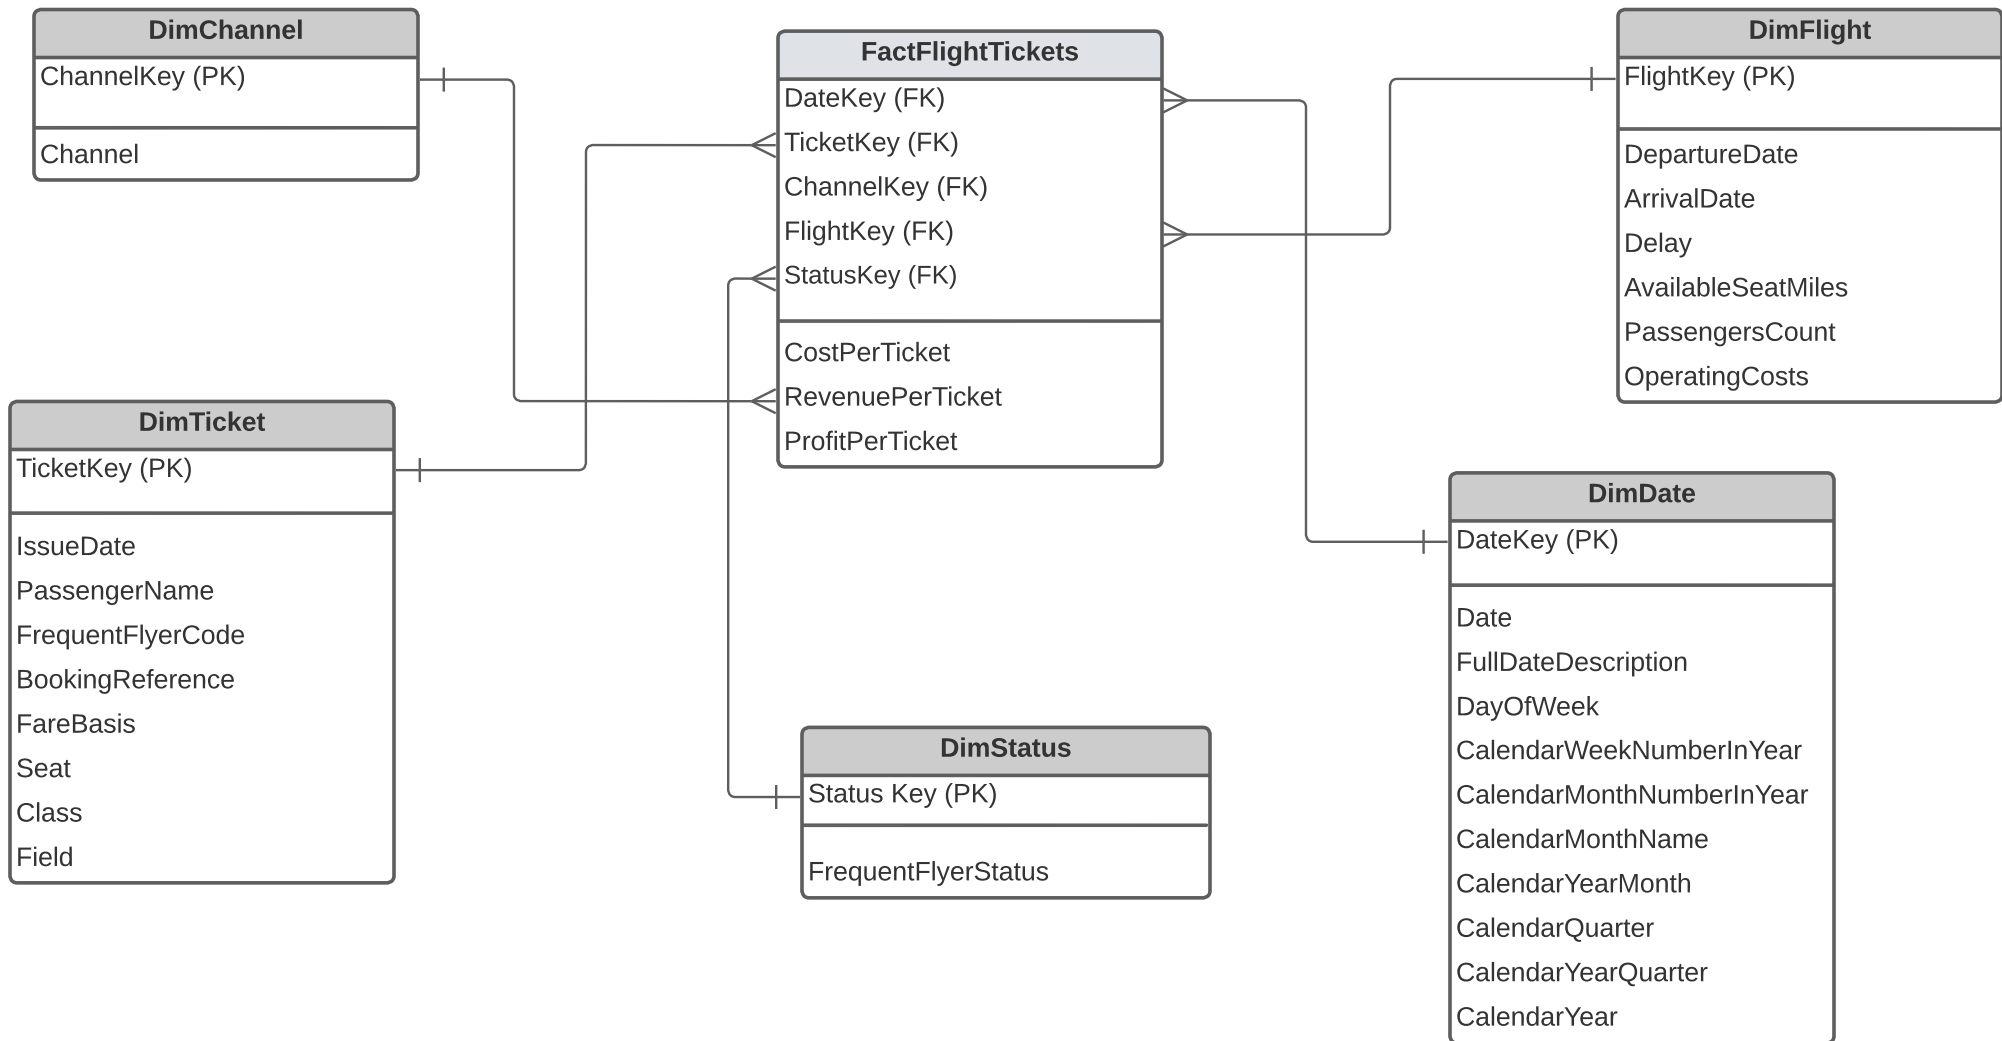 DimChannel
ChannelKey (PK)
Channel
FactFlightTickets
DateKey (FK)
TicketKey (FK)
ChannelKey (FK)
FlightKey (FK)
StatusKey (FK)
CostPerTicket
RevenuePerTicket
ProfitPerTicket
DimFlight
FlightKey (PK)
DepartureDate
ArrivalDate
Delay
AvailableSeatMiles
PassengersCount
OperatingCosts
DimTicket
TicketKey (PK)
IssueDate
PassengerName
FrequentFlyerCode
BookingReference
FareBasis
Seat
Class
Field
DimStatus
Status Key (PK)
FrequentFlyerStatus
DimDate
DateKey (PK)
Date
FullDateDescription
DayOfWeek
CalendarWeekNumberInYear
CalendarMonthNumberInYear
CalendarMonthName
CalendarYearMonth
CalendarQuarter
CalendarYearQuarter
CalendarYear